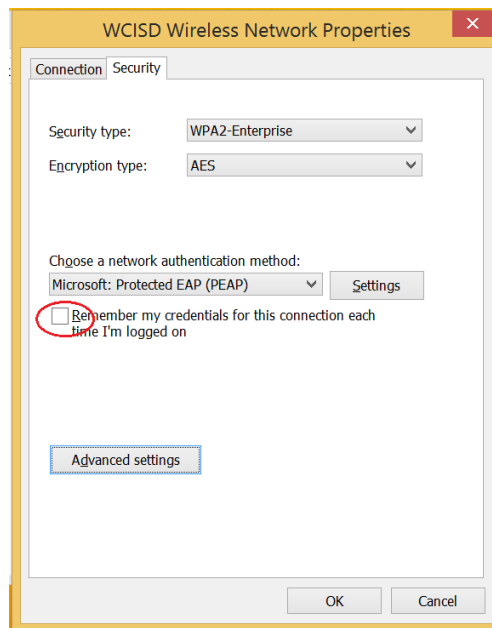 WCISD Wireless Network Properties
Connection Security
Security type: WPA2-Enterprise
Encryption type: AES
Choose a network authentication method:
Microsoft: Protected EAP (PEAP) Settings
Remember my credentials for this connection each
time I'm logged on
Advanced settings
OK Cancel